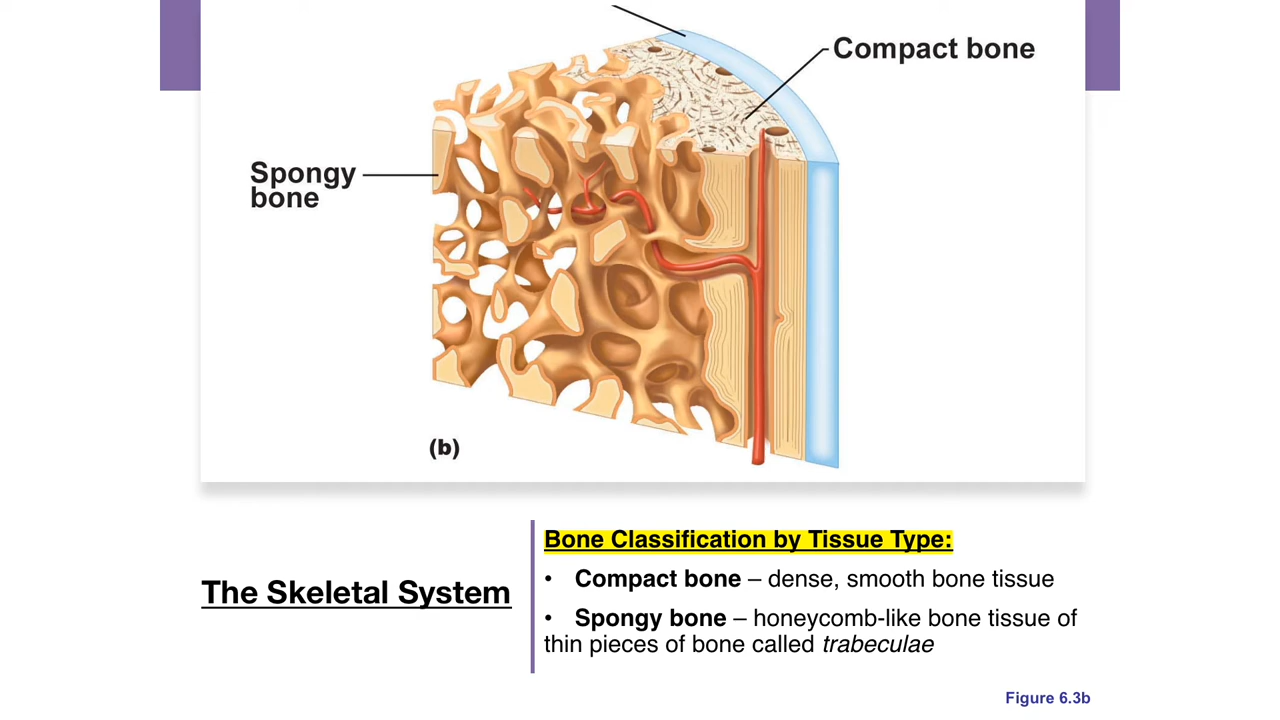 Compact bone
Spongy
bone
(b)
The Skeletal System
Bone Classification by Tissue Type:
• Compact bone – dense, smooth bone tissue
• Spongy bone – honeycomb-like bone tissue of
thin pieces of bone called trabeculae
Figure 6.3b